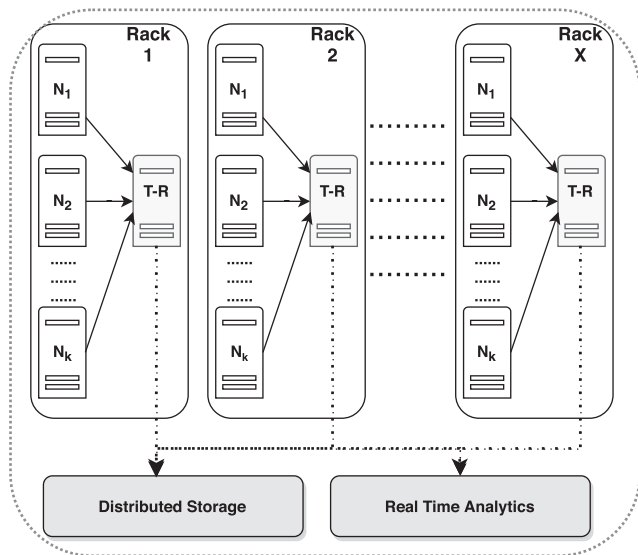 Rack
1
Rack
2
Rack
X
N1
N1
N1
T-R
T-R
T-R
N2
N2
N2
Nk
Nk
Nk
Distributed Storage
Real Time Analytics